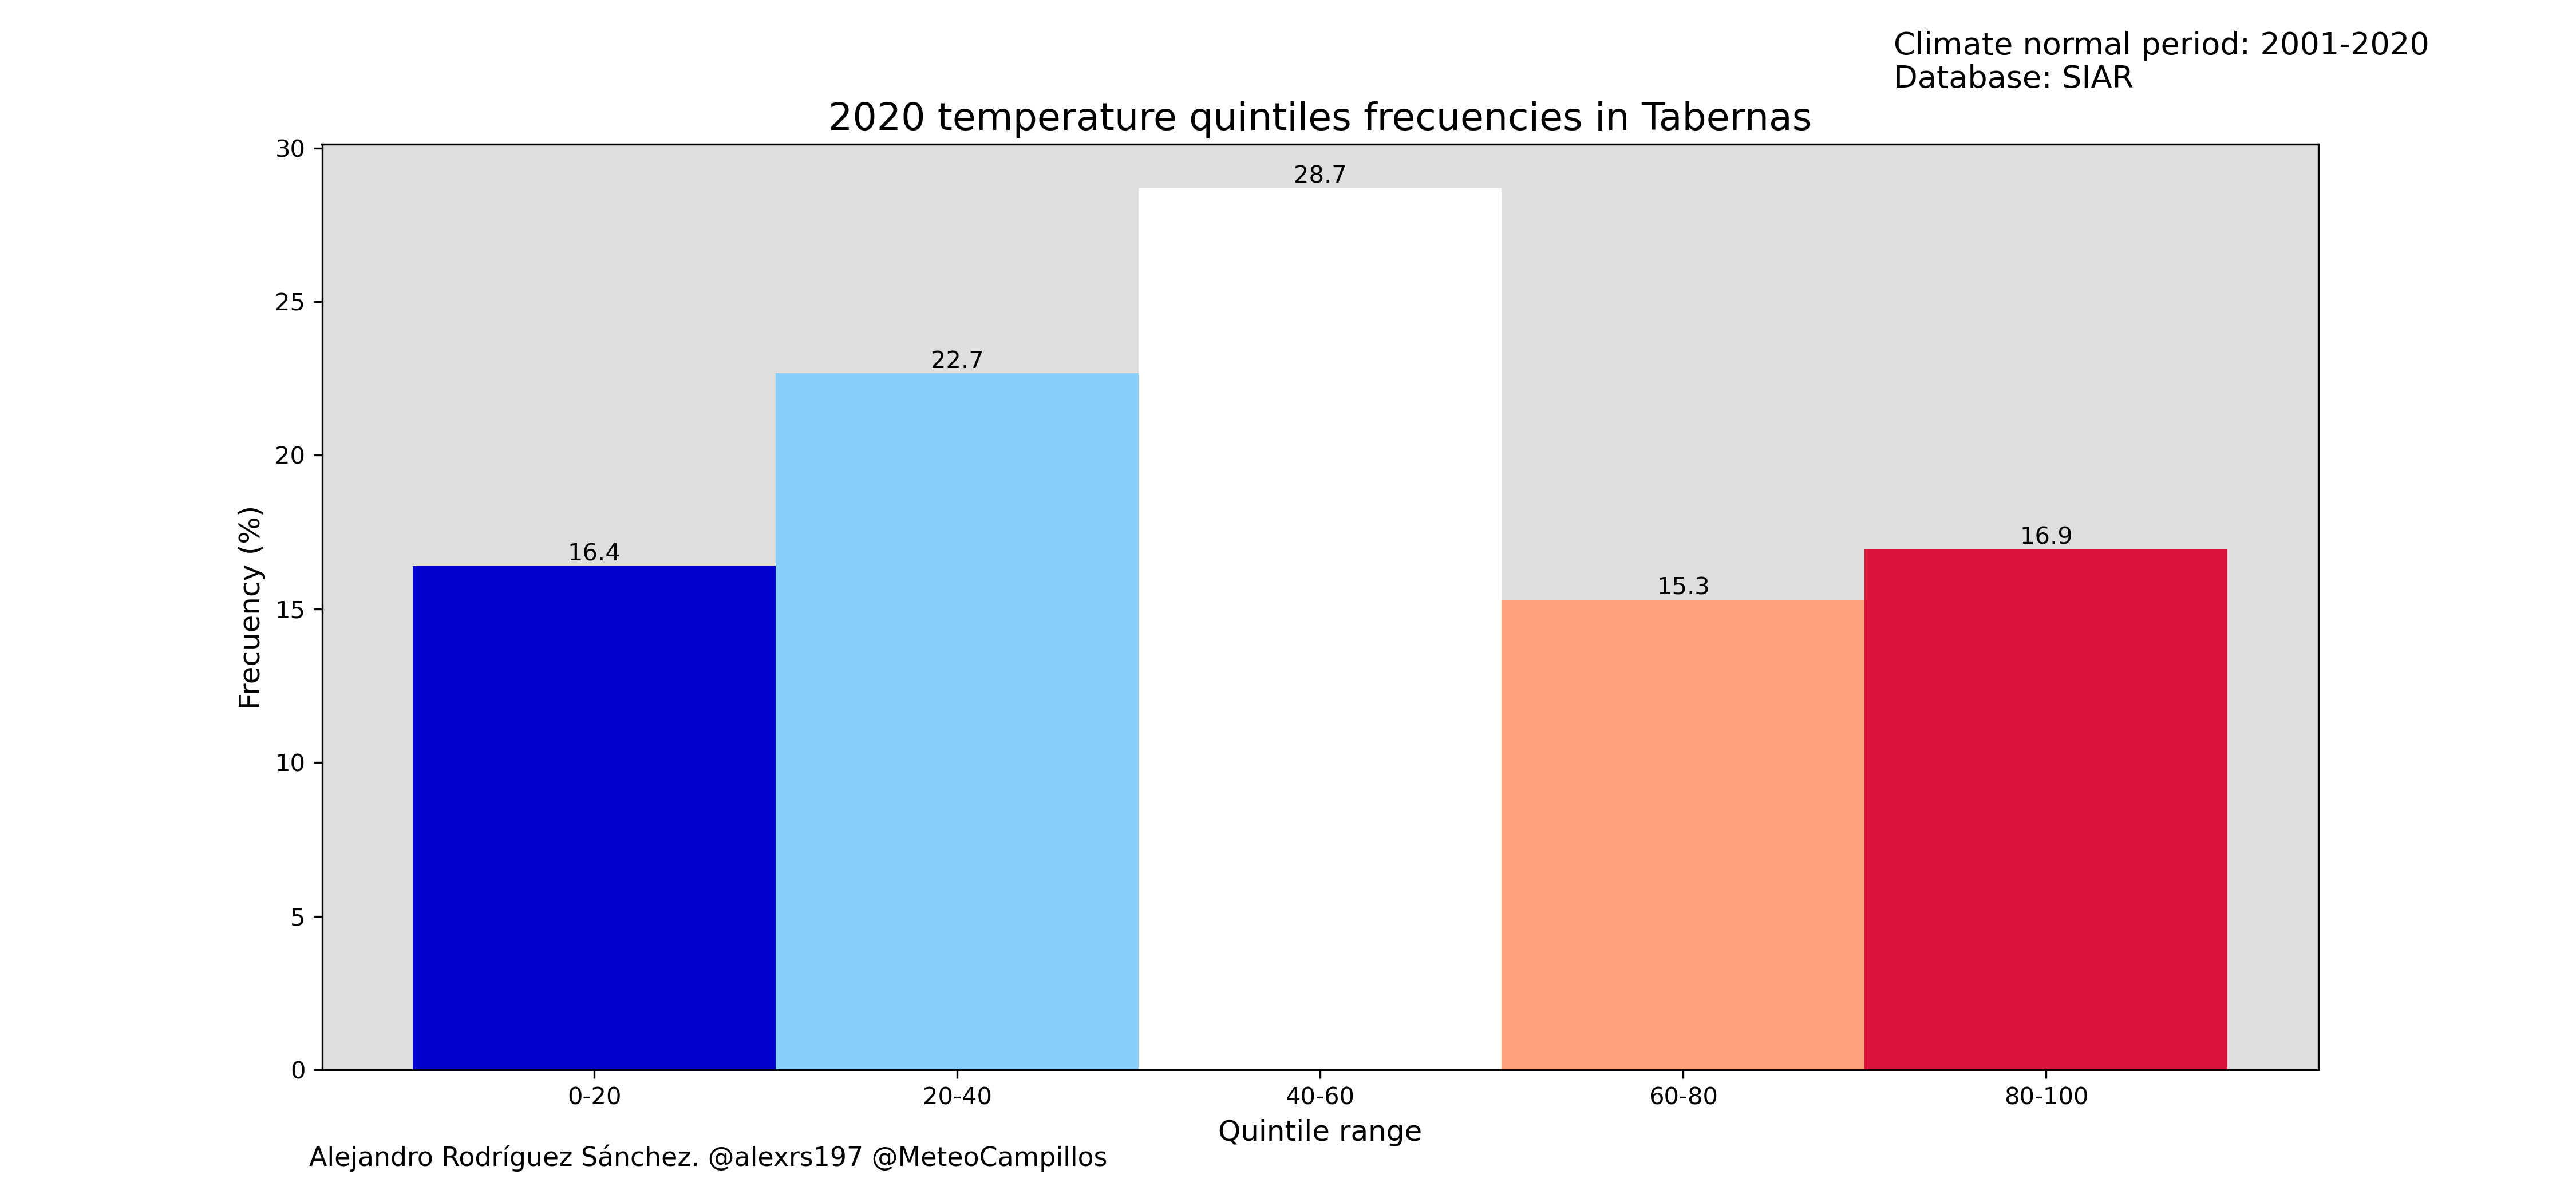 Climate normal period: 2001-2020
Database: SIAR
2020 temperature quintiles frecuencies in Tabernas
30
25
20
15
10
5
0
Frecuency (%)
16.4
22.7
28.7
15.3
16.9
0-20
20-40
40-60
60-80
80-100
Quintile range
Alejandro Rodríguez Sánchez. @alexrs197 @MeteoCampillos